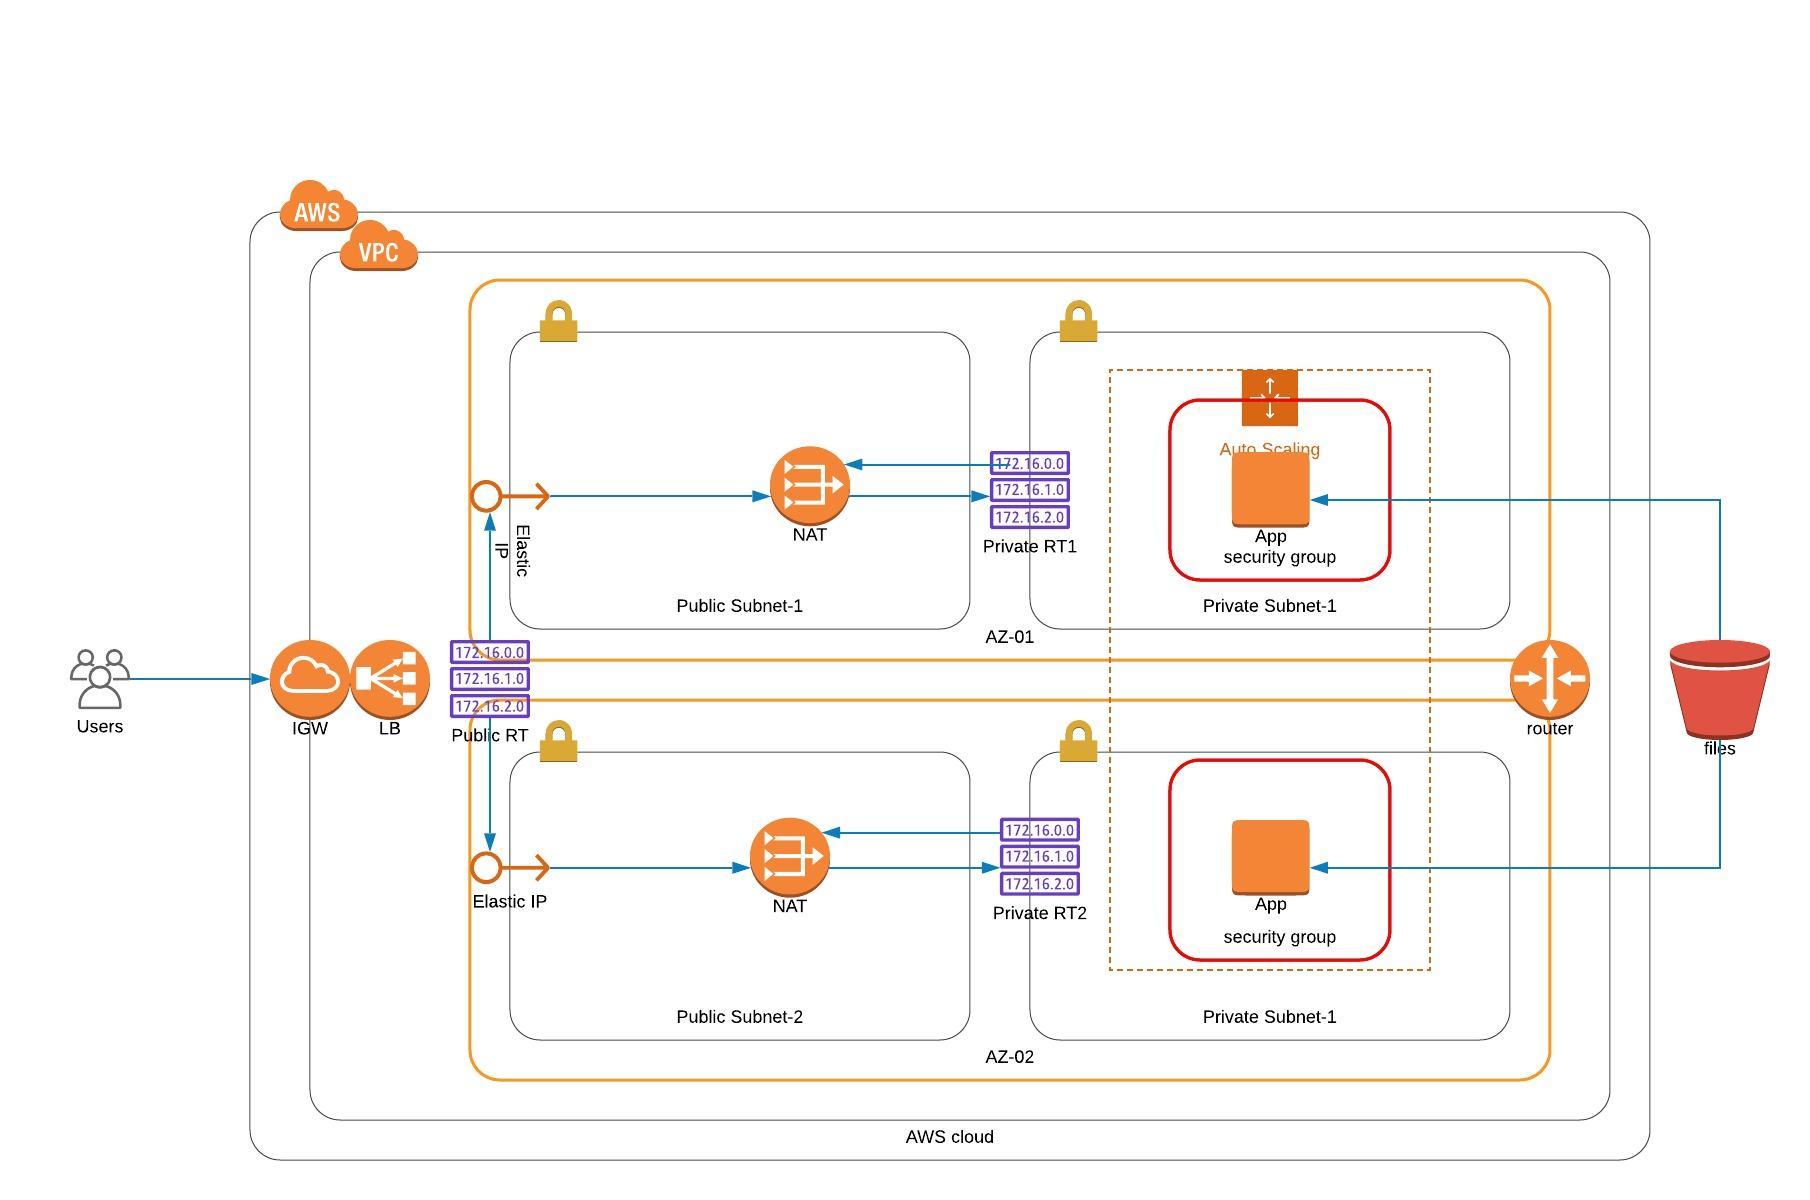 AWS
VPC
Auto Scaling
172.16.0.0
172.16.1.0
172.16.2.0
Private RT1
NAT
Elastic
IP
App
security group
Public Subnet-1
Private Subnet-1
AZ-01
172.16.0.0
172.16.1.0
172.16.2.0
Public RT
Users
IGW
LB
router
files
172.16.0.0
172.16.1.0
172.16.2.0
Private RT2
Elastic IP
NAT
App
security group
Public Subnet-2
Private Subnet-1
AZ-02
AWS cloud